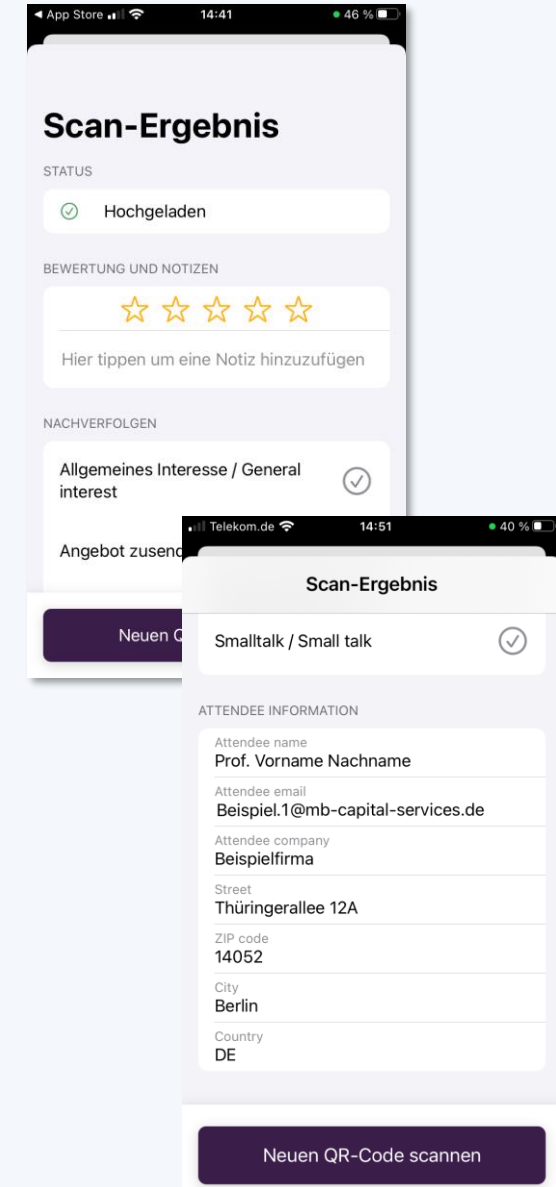 App Store
14:41
46 %
Scan-Ergebnis
STATUS
Hochgeladen
BEWERTUNG UND NOTIZEN
Hier tippen um eine Notiz hinzuzufügen
NACHVERFOLGEN
Allgemeines Interesse / General
interest
Angebot zusend
Neuen Q
Telekom.de
14:51
40 %
Scan-Ergebnis
Smalltalk / Small talk
ATTENDEE INFORMATION
Attendee name
Prof. Vorname Nachname
Attendee email
Beispiel.1@mb-capital-services.de
Attendee company
Beispielfirma
Street
Thüringerallee 12A
ZIP code
14052
City
Berlin
Country
DE
Neuen QR-Code scannen